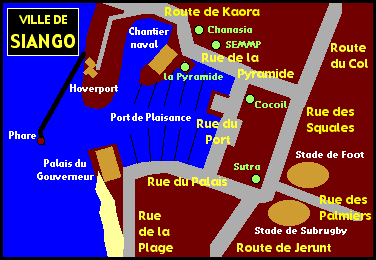 VILLE DE
SIANGO
Route de Kaora
Chantier
naval
Chanasia
SEMMP
Rue de la
Pyramide
la Pyramide
Route
du Col
Hoverport
Port de Plaisance
Cocoil
Rue du
Port
Rue des
Squales
Phare
Palais du
Gouverneur
Sutra
Stade de Foot
Rue du Palais
Rue des
Palmiers
Rue
de la
Plage
Stade de Subrugby
Route de Jerunt